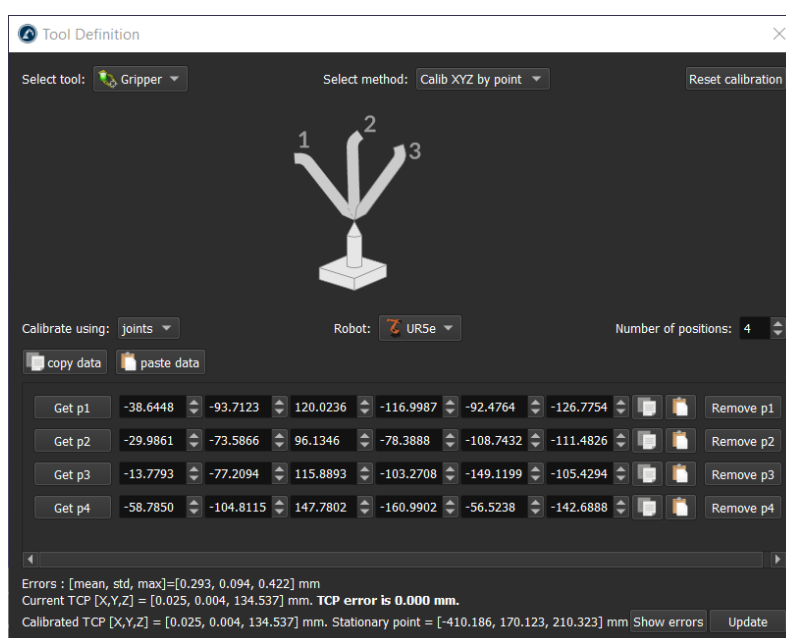 Tool Definition
Select tool: Gripper Select method: Calib XYZ by point Reset calibration
1 2 3
Calibrate using: joints Robot: UR5e Number of positions: 4
copy data paste data
Get p1 -38.6448 -93.7123 120.0236 -116.9987 -92.4764 -126.7754 Remove p1
Get p2 -29.9861 -73.5866 96.1346 -78.3888 -108.7432 -111.4826 Remove p2
Get p3 -13.7793 -77.2094 115.8893 -103.2708 -149.1199 -105.4294 Remove p3
Get p4 -58.7850 -104.8115 147.7802 -160.9902 -56.5238 -142.6888 Remove p4
Errors : [mean, std, max]=[0.293, 0.094, 0.422] mm
Current TCP [X,Y,Z] = [0.025, 0.004, 134.537] mm. TCP error is 0.000 mm.
Calibrated TCP [X,Y,Z] = [0.025, 0.004, 134.537] mm. Stationary point = [-410.186, 170.123, 210.323] mm Show errors Update